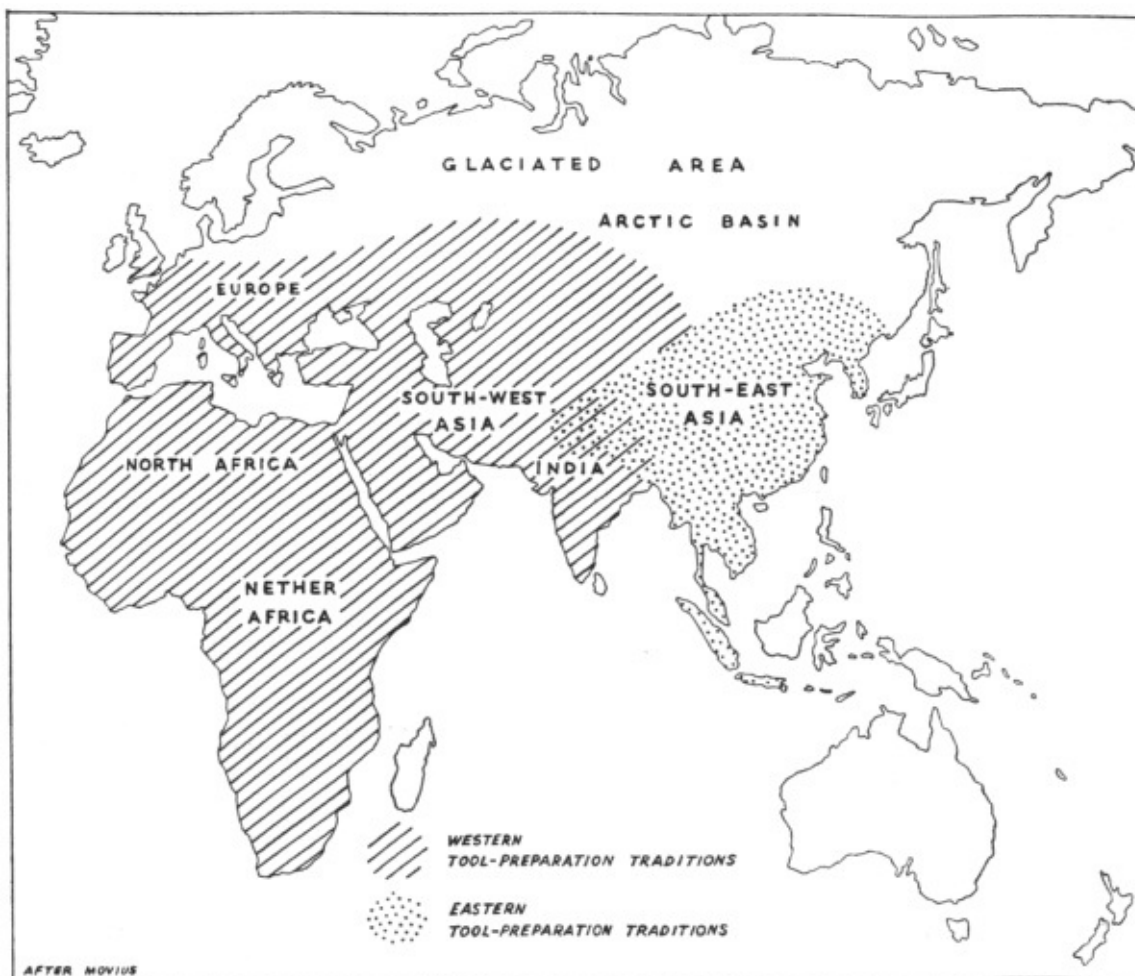 GLACIATED AREA
ARCTIC BASIN
EUROPE
SOUTH-WEST
ASIA
SOUTH-EAST
ASIA
NORTH AFRICA
INDIA
NETHER
AFRICA
WESTERN
TOOL-PREPARATION TRADITIONS
EASTERN
TOOL-PREPARATION TRADITIONS
AFTER MOVIUS